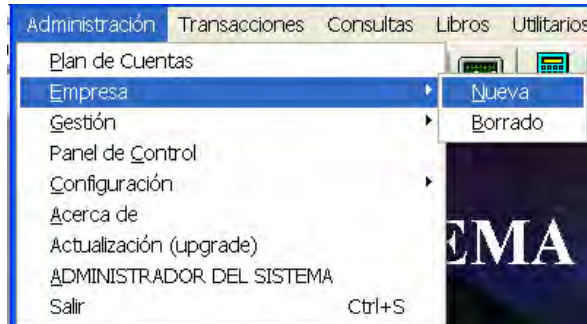 Administración Transacciones Consultas Libros Utilitarios
Plan de Cuentas
Empresa Nueva
Gestión Borrado
Panel de Control
Configuración
Acerca de
Actualización (upgrade)
ADMINISTRADOR DEL SISTEMA
Salir Ctrl+S
EMA